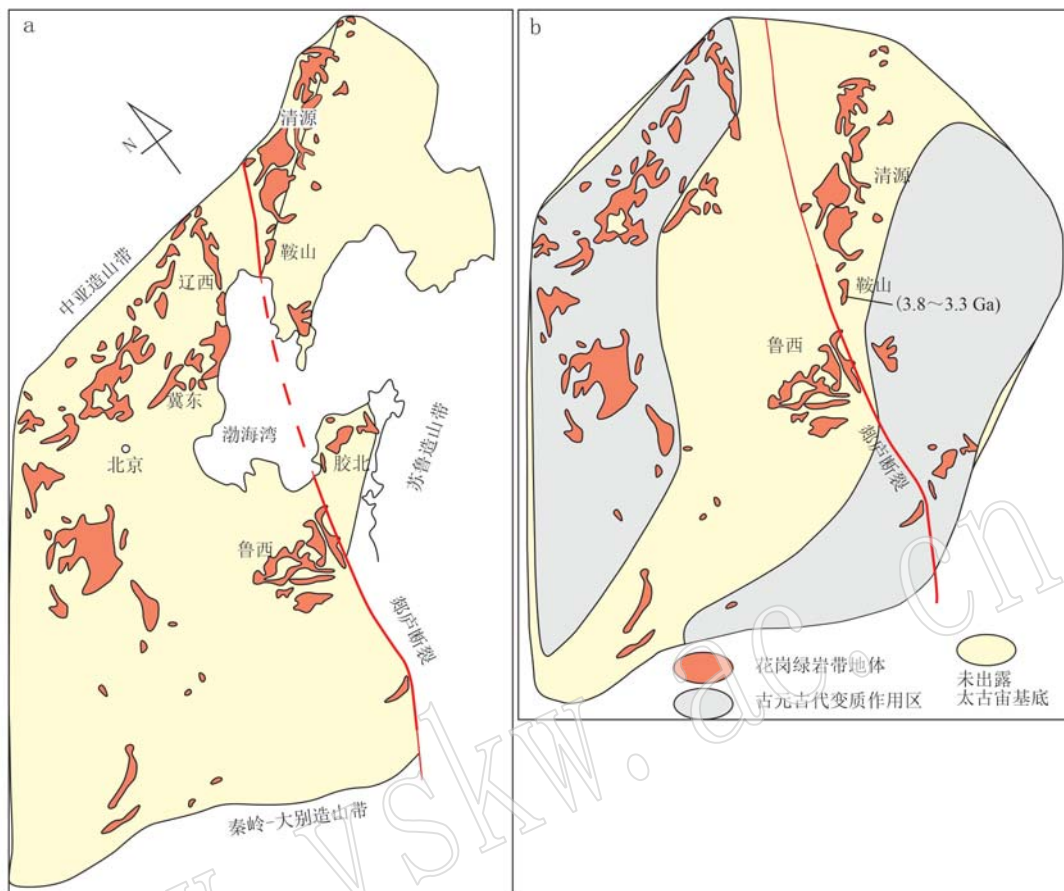 a
N
清源
鞍山
辽西
中亚造山带
冀东
渤海湾
北京
胶北
苏鲁造山带
鲁西
郯庐断裂
秦岭-大别造山带
b
清源
鞍山
(3.8~3.3 Ga)
鲁西
郯庐断裂
花岗绿岩带地体
古元古代变质作用区
未出露
太古宙基底
www.yskw.ac.cn